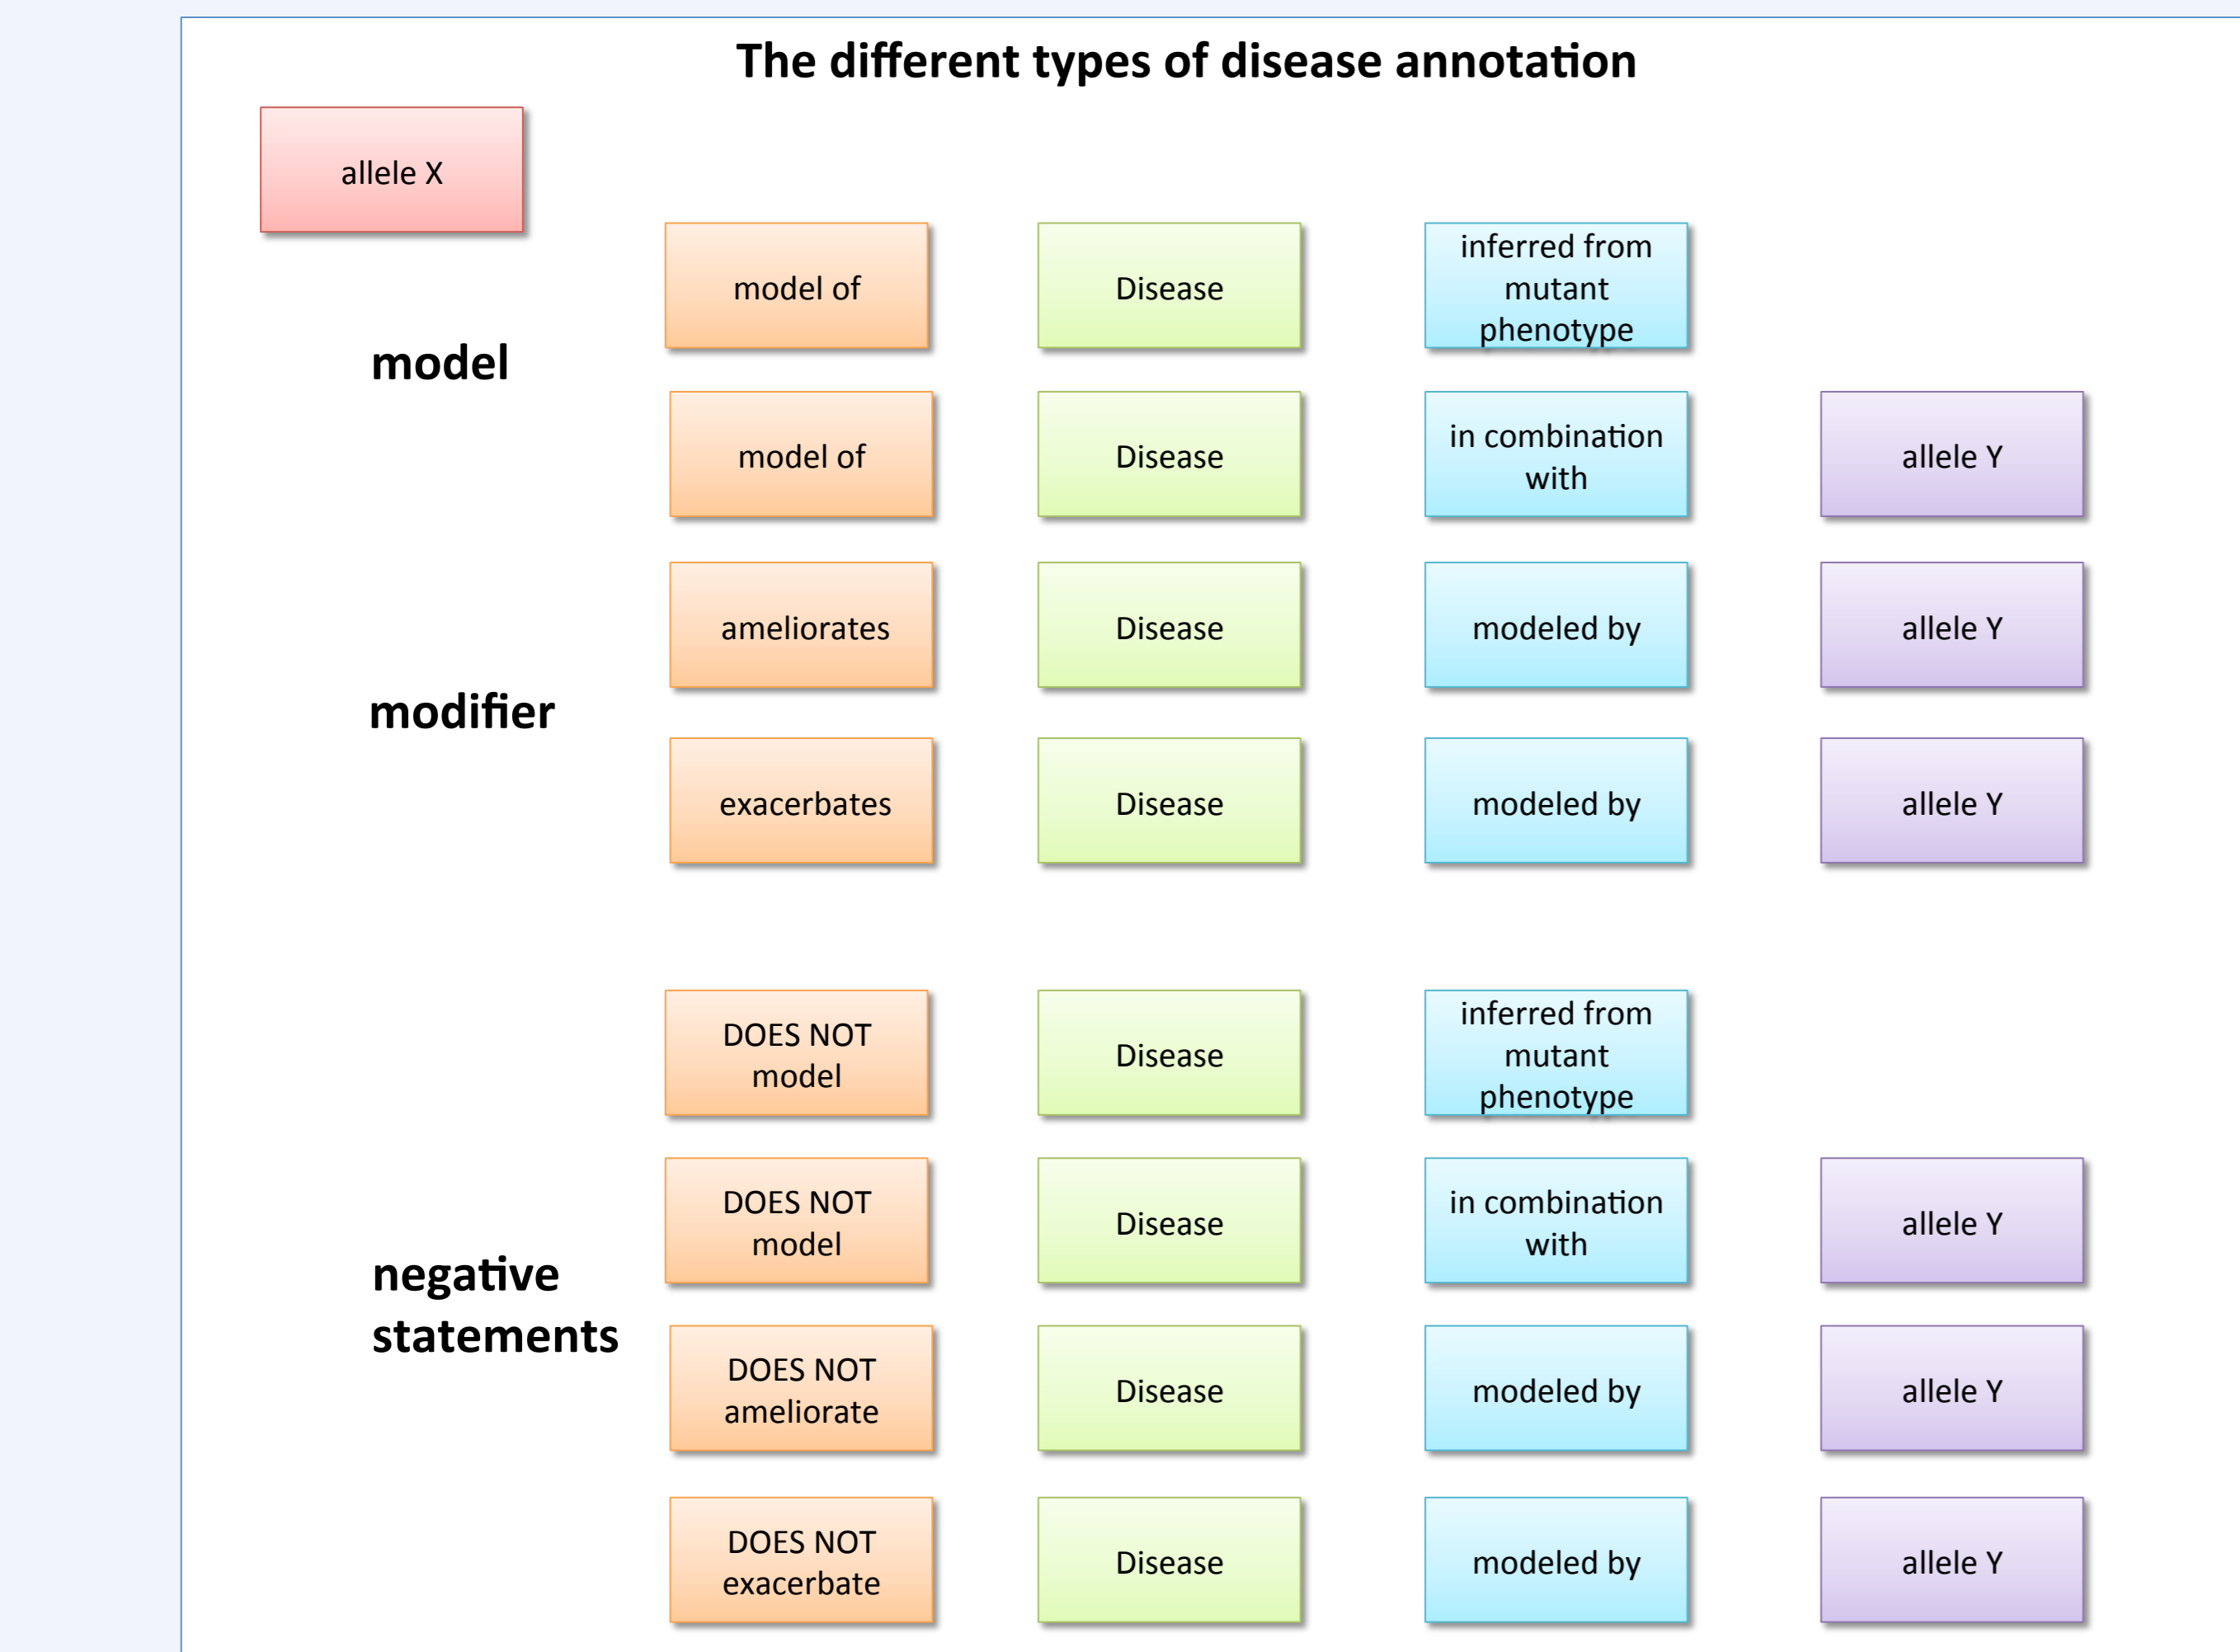 The different types of disease annotation
allele X
model
model of
Disease
inferred from
mutant
phenotype
model of
Disease
in combination
with
allele Y
modifier
ameliorates
Disease
modeled by
allele Y
exacerbates
Disease
modeled by
allele Y
negative
statements
DOES NOT
model
Disease
inferred from
mutant
phenotype
DOES NOT
model
Disease
in combination
with
allele Y
DOES NOT
ameliorate
Disease
modeled by
allele Y
DOES NOT
exacerbate
Disease
modeled by
allele Y